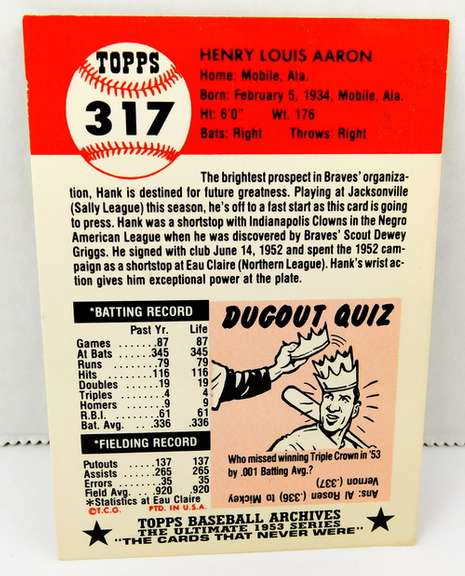 TOPPS
317
HENRY LOUIS AARON
Home: Mobile, Ala.
Born: February 5, 1934, Mobile, Ala.
Ht: 6'0" Wt. 176
Bats: Right Throws: Right
The brightest prospect in Braves' organiza-
tion, Hank is destined for future greatness. Playing at Jacksonville
(Sally League) this season, he's off to a fast start as this card is going
to press. Hank was a shortstop with Indianapolis Clowns in the Negro
American League when he was discovered by Braves' Scout Dewey
Griggs. He signed with club June 14, 1952 and spent the 1952 cam-
paign as a shortstop at Eau Claire (Northern League). Hank's wrist ac-
tion gives him exceptional power at the plate.
*BATTING RECORD
Past Yr. Life
Games ......87 87
At Bats ....345 345
Runs .......79 79
Hits .......116 116
Doubles ....19 19
Triples .....4 4
Homers .....9 9
R.B.I. ......61 61
Bat. Avg. ..336 .336
*FIELDING RECORD
Putouts ....137 137
Assists ....265 265
Errors ......35 35
Field Avg. ..920 .920
*Statistics at Eau Claire
©T.C.G. PTD. IN U.S.A.
DUGOUT QUIZ
Who missed winning Triple Crown in '53
by .001 Batting Avg.?
Ans: Al Rosen (.336) to Mickey
Vernon (.337)
TOPPS BASEBALL ARCHIVES
THE ULTIMATE 1953 SERIES
"THE CARDS THAT NEVER WERE"